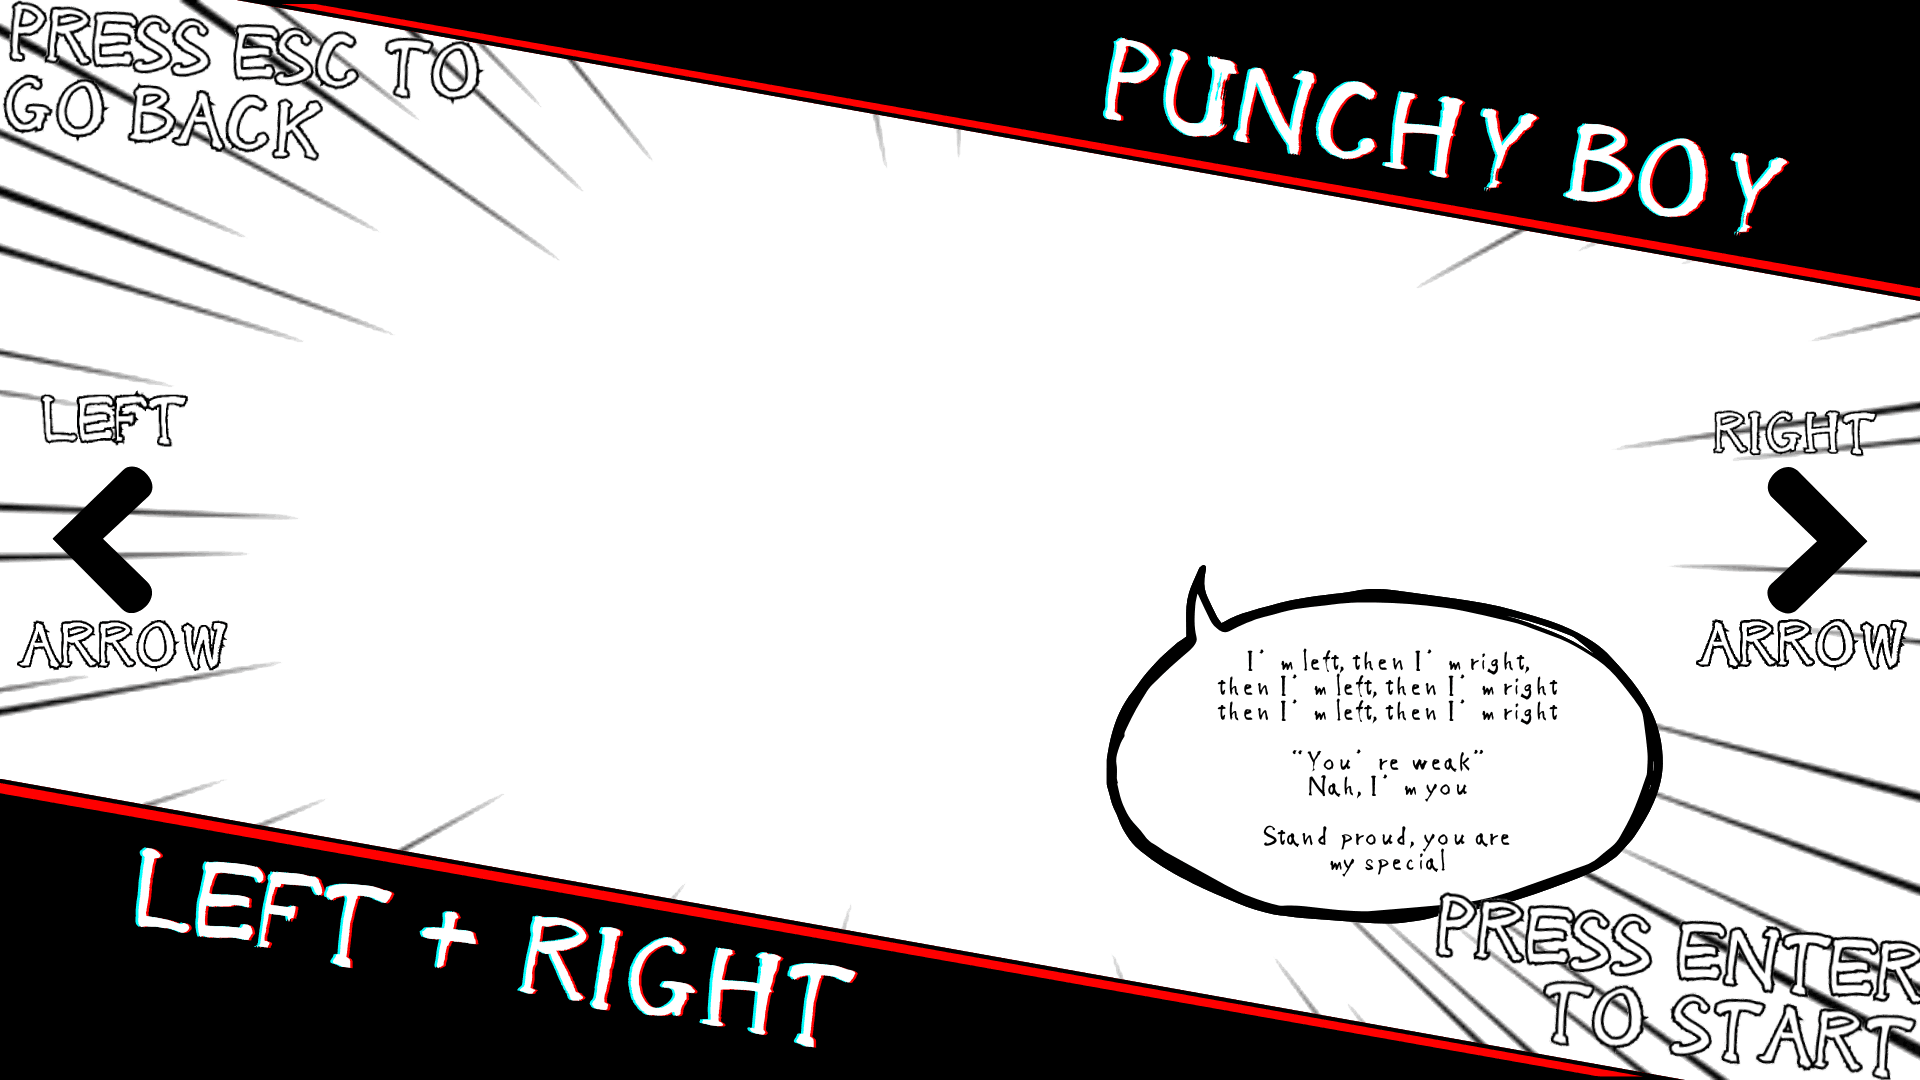 PRESS ESC TO
GO BACK
PUNCHY BOY
LEFT
ARROW
RIGHT
ARROW
I'm left, then I'm right,
then I'm left, then I'm right
then I'm left, then I'm right
“You're weak”
Nah, I'm you
Stand proud, you are
my special
LEFT + RIGHT
PRESS ENTER
TO START